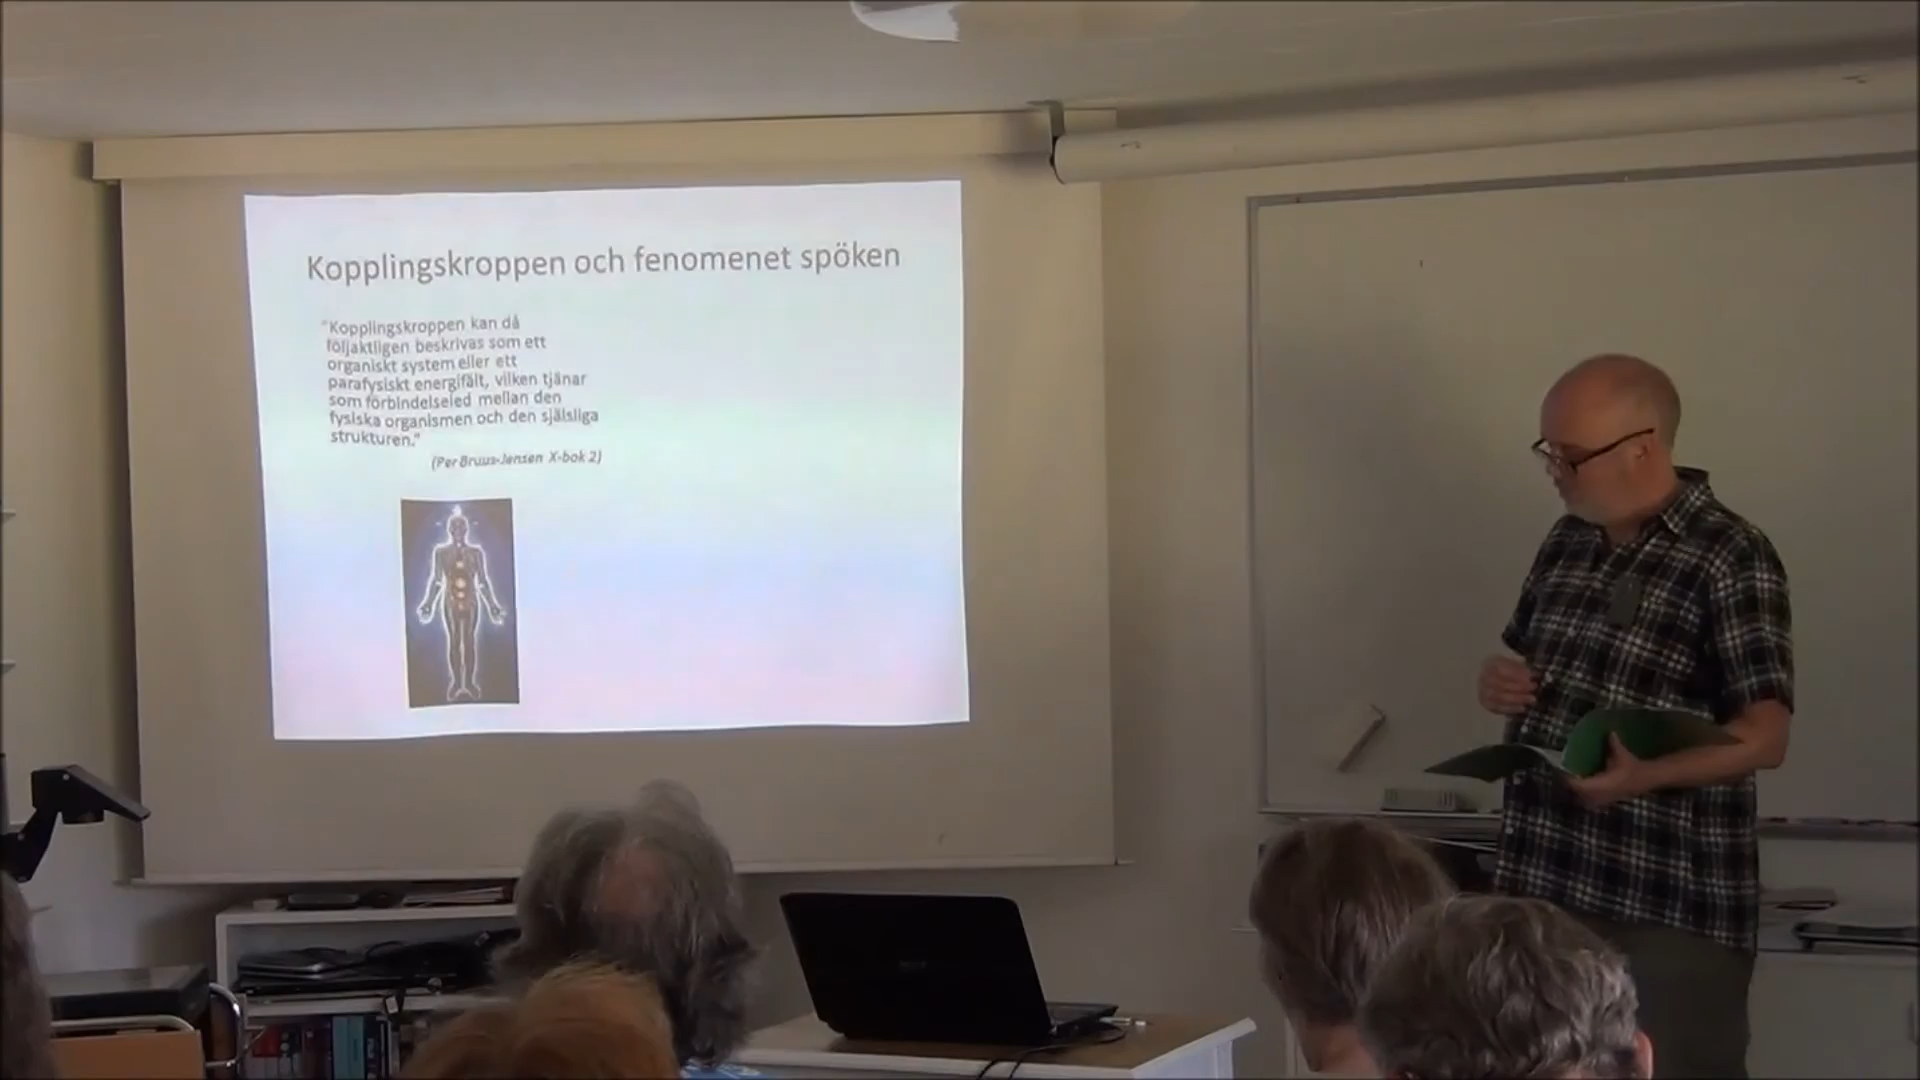 Kopplingskroppen och fenomenet spöken
"Kopplingskroppen kan då
följaktligen beskrivas som ett
organiskt system eller ett
parafysiskt energifält, vilken tjänar
som förbindelseled mellan den
fysiska organismen och den själsliga
strukturen."
(Per Bruus-Jensen X-bok 2)